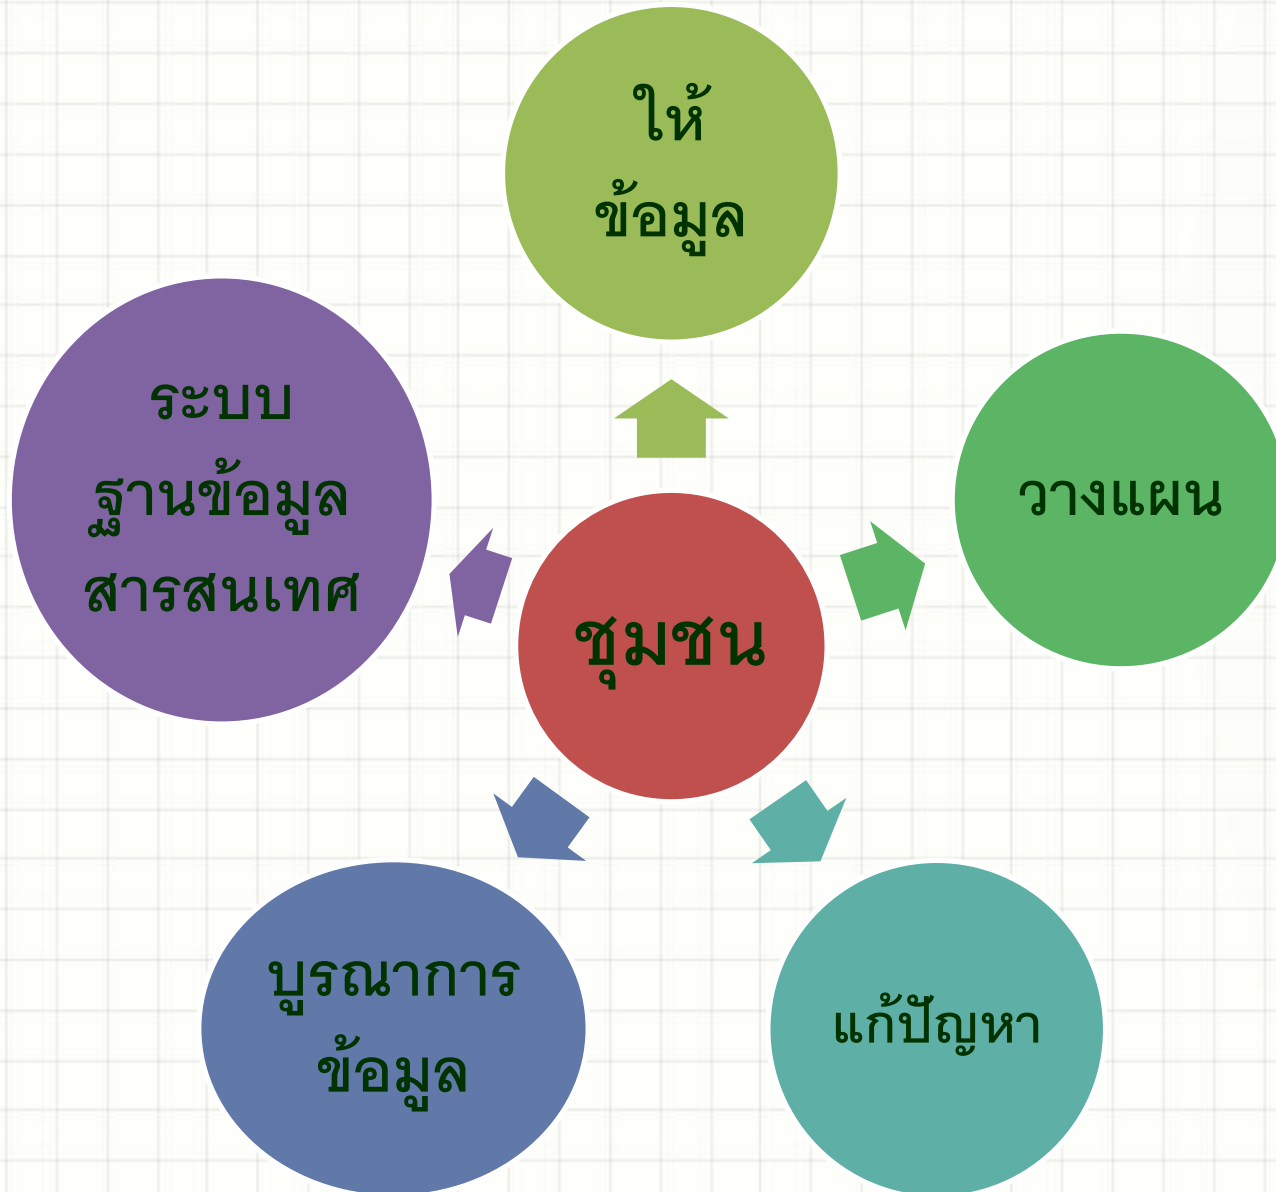 ให้
ข้อมูล
วางแผน
แก้ปัญหา
บูรณาการ
ข้อมูล
ระบบ
ฐานข้อมูล
สารสนเทศ
ชุมชน